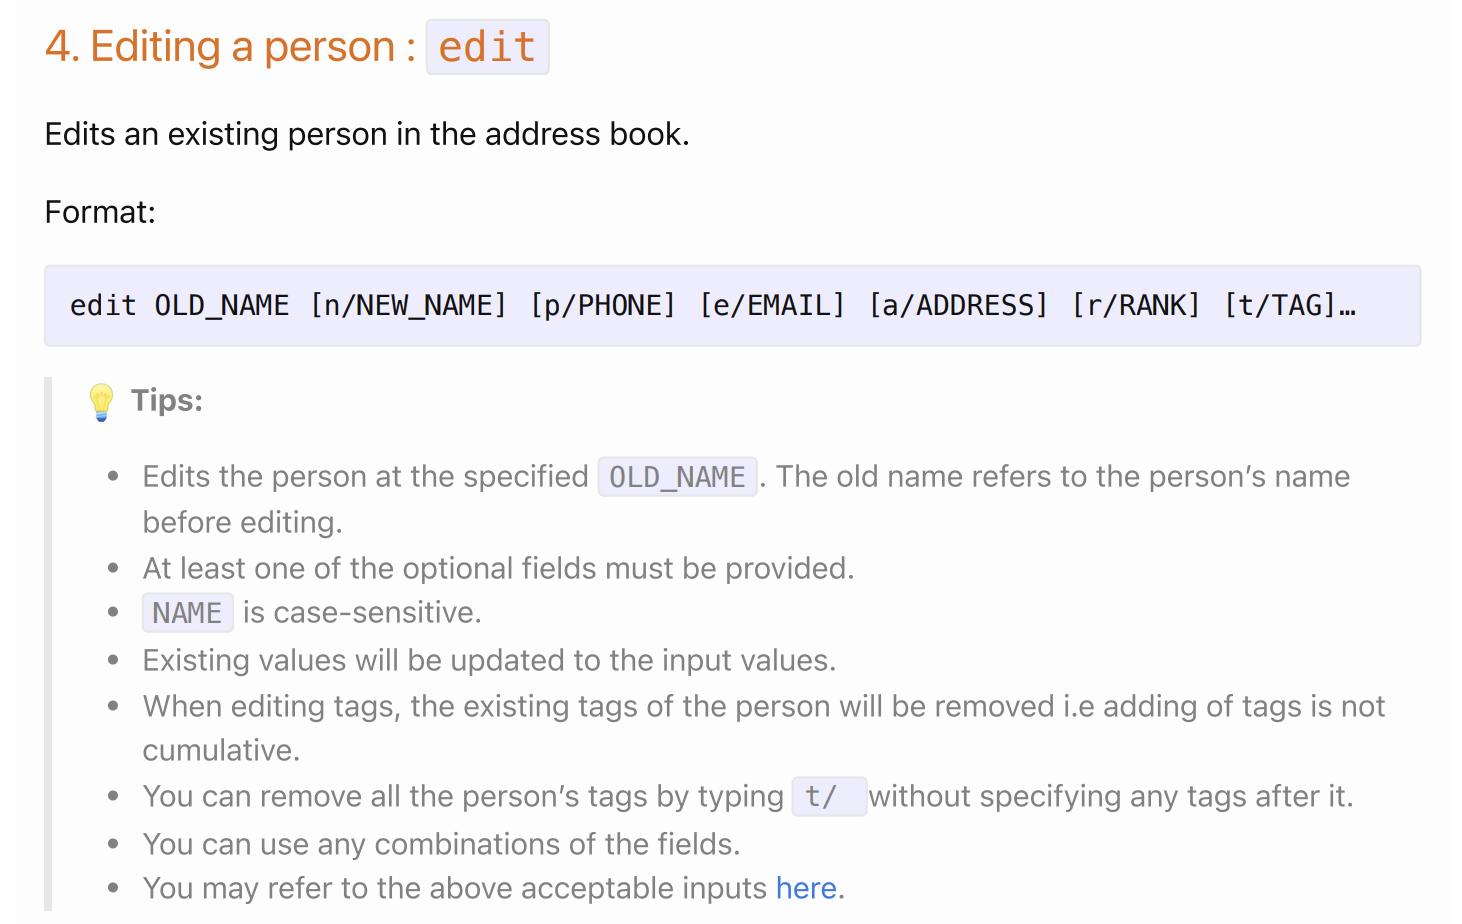 4. Editing a person : edit
Edits an existing person in the address book.
Format:
edit OLD_NAME [n/NEW_NAME] [p/PHONE] [e/EMAIL] [a/ADDRESS] [r/RANK] [t/TAG]…
💡 Tips:
• Edits the person at the specified OLD_NAME. The old name refers to the person’s name
before editing.
• At least one of the optional fields must be provided.
• NAME is case-sensitive.
• Existing values will be updated to the input values.
• When editing tags, the existing tags of the person will be removed i.e adding of tags is not
cumulative.
• You can remove all the person’s tags by typing t/ without specifying any tags after it.
• You can use any combinations of the fields.
• You may refer to the above acceptable inputs here.